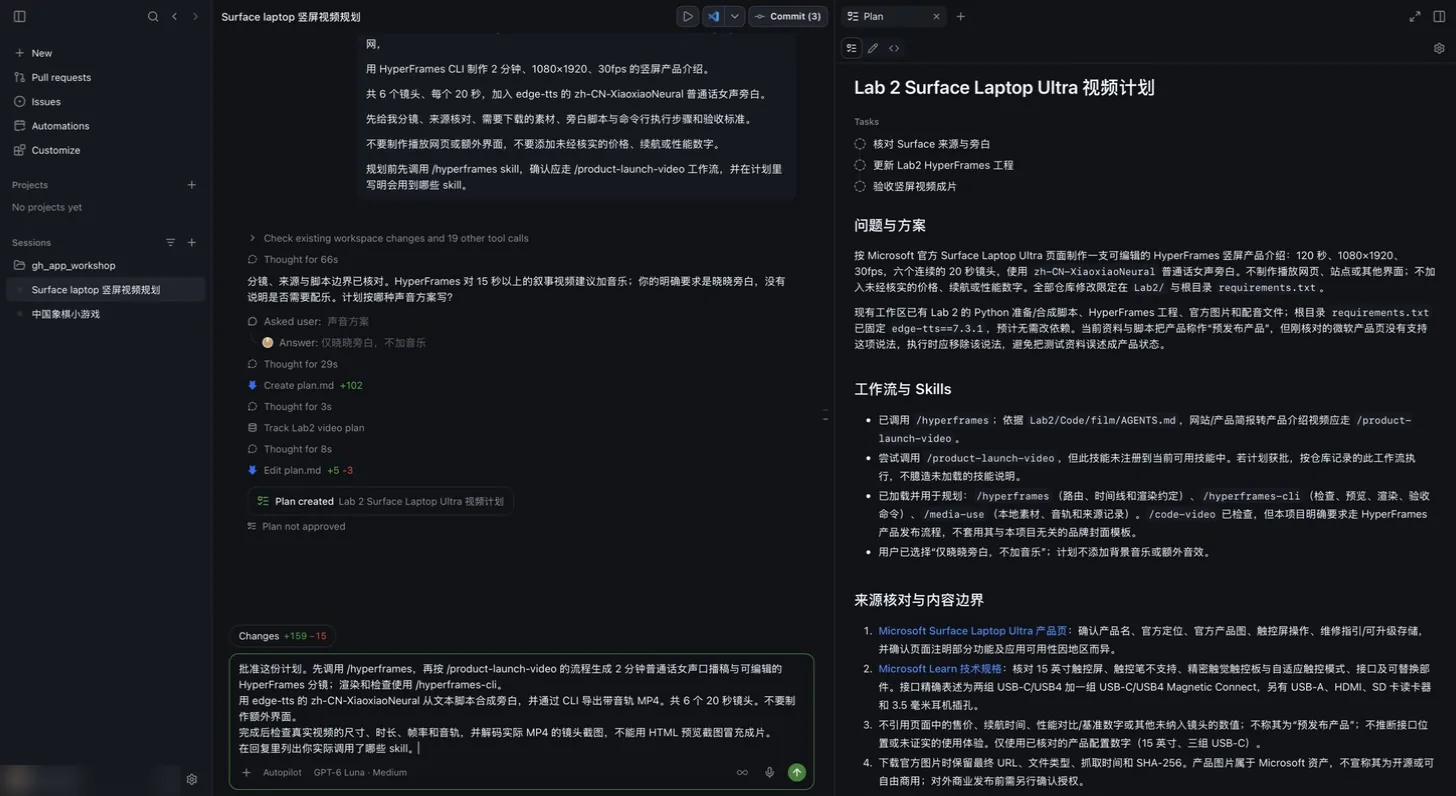 Surface laptop 竖屏视频规划
Commit (3)
Plan
New
Pull requests
Issues
Automations
Customize
Projects
No projects yet
Sessions
gh_app_workshop
Surface laptop 竖屏视频规划
中国象棋小游戏
网，
用 HyperFrames CLI 制作 2 分钟、1080×1920、30fps 的竖屏产品介绍。
共 6 个镜头、每个 20 秒，加入 edge-tts 的 zh-CN-XiaoxiaoNeural 普通话女声旁白。
先给我分镜、来源核对、需要下载的素材、旁白脚本与命令行执行步骤和验收标准。
不要制作播放网页或额外界面，不要添加未经核实的价格、续航或性能数字。
规划前先调用 /hyperframes skill，确认应走 /product-launch-video 工作流，并在计划里
写明会用到哪些 skill。
Check existing workspace changes and 19 other tool calls
Thought for 66s
分镜、来源与脚本边界已核对。HyperFrames 对 15 秒以上的叙事视频建议加音乐；你的明确要求是晓晓旁白，没有
说明是否需要配乐。计划按哪种声音方案写？
Asked user: 声音方案
Answer: 仅晓晓旁白，不加音乐
Thought for 29s
Create plan.md +102
Thought for 3s
Track Lab2 video plan
Thought for 8s
Edit plan.md +5 -3
Plan created Lab 2 Surface Laptop Ultra 视频计划
Plan not approved
Changes +159 −15
批准这份计划。先调用 /hyperframes，再按 /product-launch-video 的流程生成 2 分钟普通话女声口播稿与可编辑的
HyperFrames 分镜；渲染和检查使用 /hyperframes-cli。
用 edge-tts 的 zh-CN-XiaoxiaoNeural 从文本脚本合成旁白，并通过 CLI 导出带音轨 MP4。共 6 个 20 秒镜头。不要制
作额外界面。
完成后检查真实视频的尺寸、时长、帧率和音轨，并解码实际 MP4 的镜头截图，不能用 HTML 预览截图冒充成片。
在回复里列出你实际调用了哪些 skill。
Autopilot GPT-6 Luna · Medium
Lab 2 Surface Laptop Ultra 视频计划
Tasks
核对 Surface 来源与旁白
更新 Lab2 HyperFrames 工程
验收竖屏视频成片
问题与方案
按 Microsoft 官方 Surface Laptop Ultra 页面制作一支可编辑的 HyperFrames 竖屏产品介绍：120 秒、1080×1920、
30fps，六个连续的 20 秒镜头，使用 zh-CN-XiaoxiaoNeural 普通话女声旁白。不制作播放网页、站点或其他界面；不加
入未经核实的价格、续航或性能数字。全部仓库修改限定在 Lab2/ 与根目录 requirements.txt。
现有工作区已有 Lab 2 的 Python 准备/合成脚本、HyperFrames 工程、官方图片和配音文件；根目录 requirements.txt
已固定 edge-tts==7.3.1，预计无需改依赖。当前资料与脚本把产品称作“预发布产品”，但刚核对的微软产品页没有支持
这项说法，执行时应移除该说法，避免把测试资料误述成产品状态。
工作流与 Skills
• 已调用 /hyperframes；依据 Lab2/Code/film/AGENTS.md，网站/产品简报转产品介绍视频应走 /product-
launch-video。
• 尝试调用 /product-launch-video，但此技能未注册到当前可用技能中。若计划获批，按仓库记录的此工作流执
行，不臆造未加载的技能说明。
• 已加载并用于规划：/hyperframes（路由、时间线和渲染约定）、/hyperframes-cli（检查、预览、渲染、验收
命令）、/media-use（本地素材、音轨和来源记录）。/code-video 已检查，但本项目明确要求走 HyperFrames
产品发布流程，不套用其与本项目无关的品牌封面模板。
• 用户已选择“仅晓晓旁白，不加音乐”；计划不添加背景音乐或额外音效。
来源核对与内容边界
1. Microsoft Surface Laptop Ultra 产品页：确认产品名、官方定位、官方产品图、触控屏操作、维修指引/可升级存储，
并确认页面注明部分功能及应用可用性因地区而异。
2. Microsoft Learn 技术规格：核对 15 英寸触控屏、触控笔不支持、精密触觉触控板与自适应触控模式、接口及可替换部
件。接口精确表述为两组 USB-C/USB4 加一组 USB-C/USB4 Magnetic Connect，另有 USB-A、HDMI、SD 卡读卡器
和 3.5 毫米耳机插孔。
3. 不引用页面中的售价、续航时间、性能对比/基准数字或其他未纳入镜头的数值；不称其为“预发布产品”；不推断接口位
置或未证实的使用体验。仅使用已核对的产品配置数字（15 英寸、三组 USB-C）。
4. 下载官方图片时保留最终 URL、文件类型、抓取时间和 SHA-256。产品图片属于 Microsoft 资产，不宣称其为开源或可
自由商用；对外商业发布前需另行确认授权。